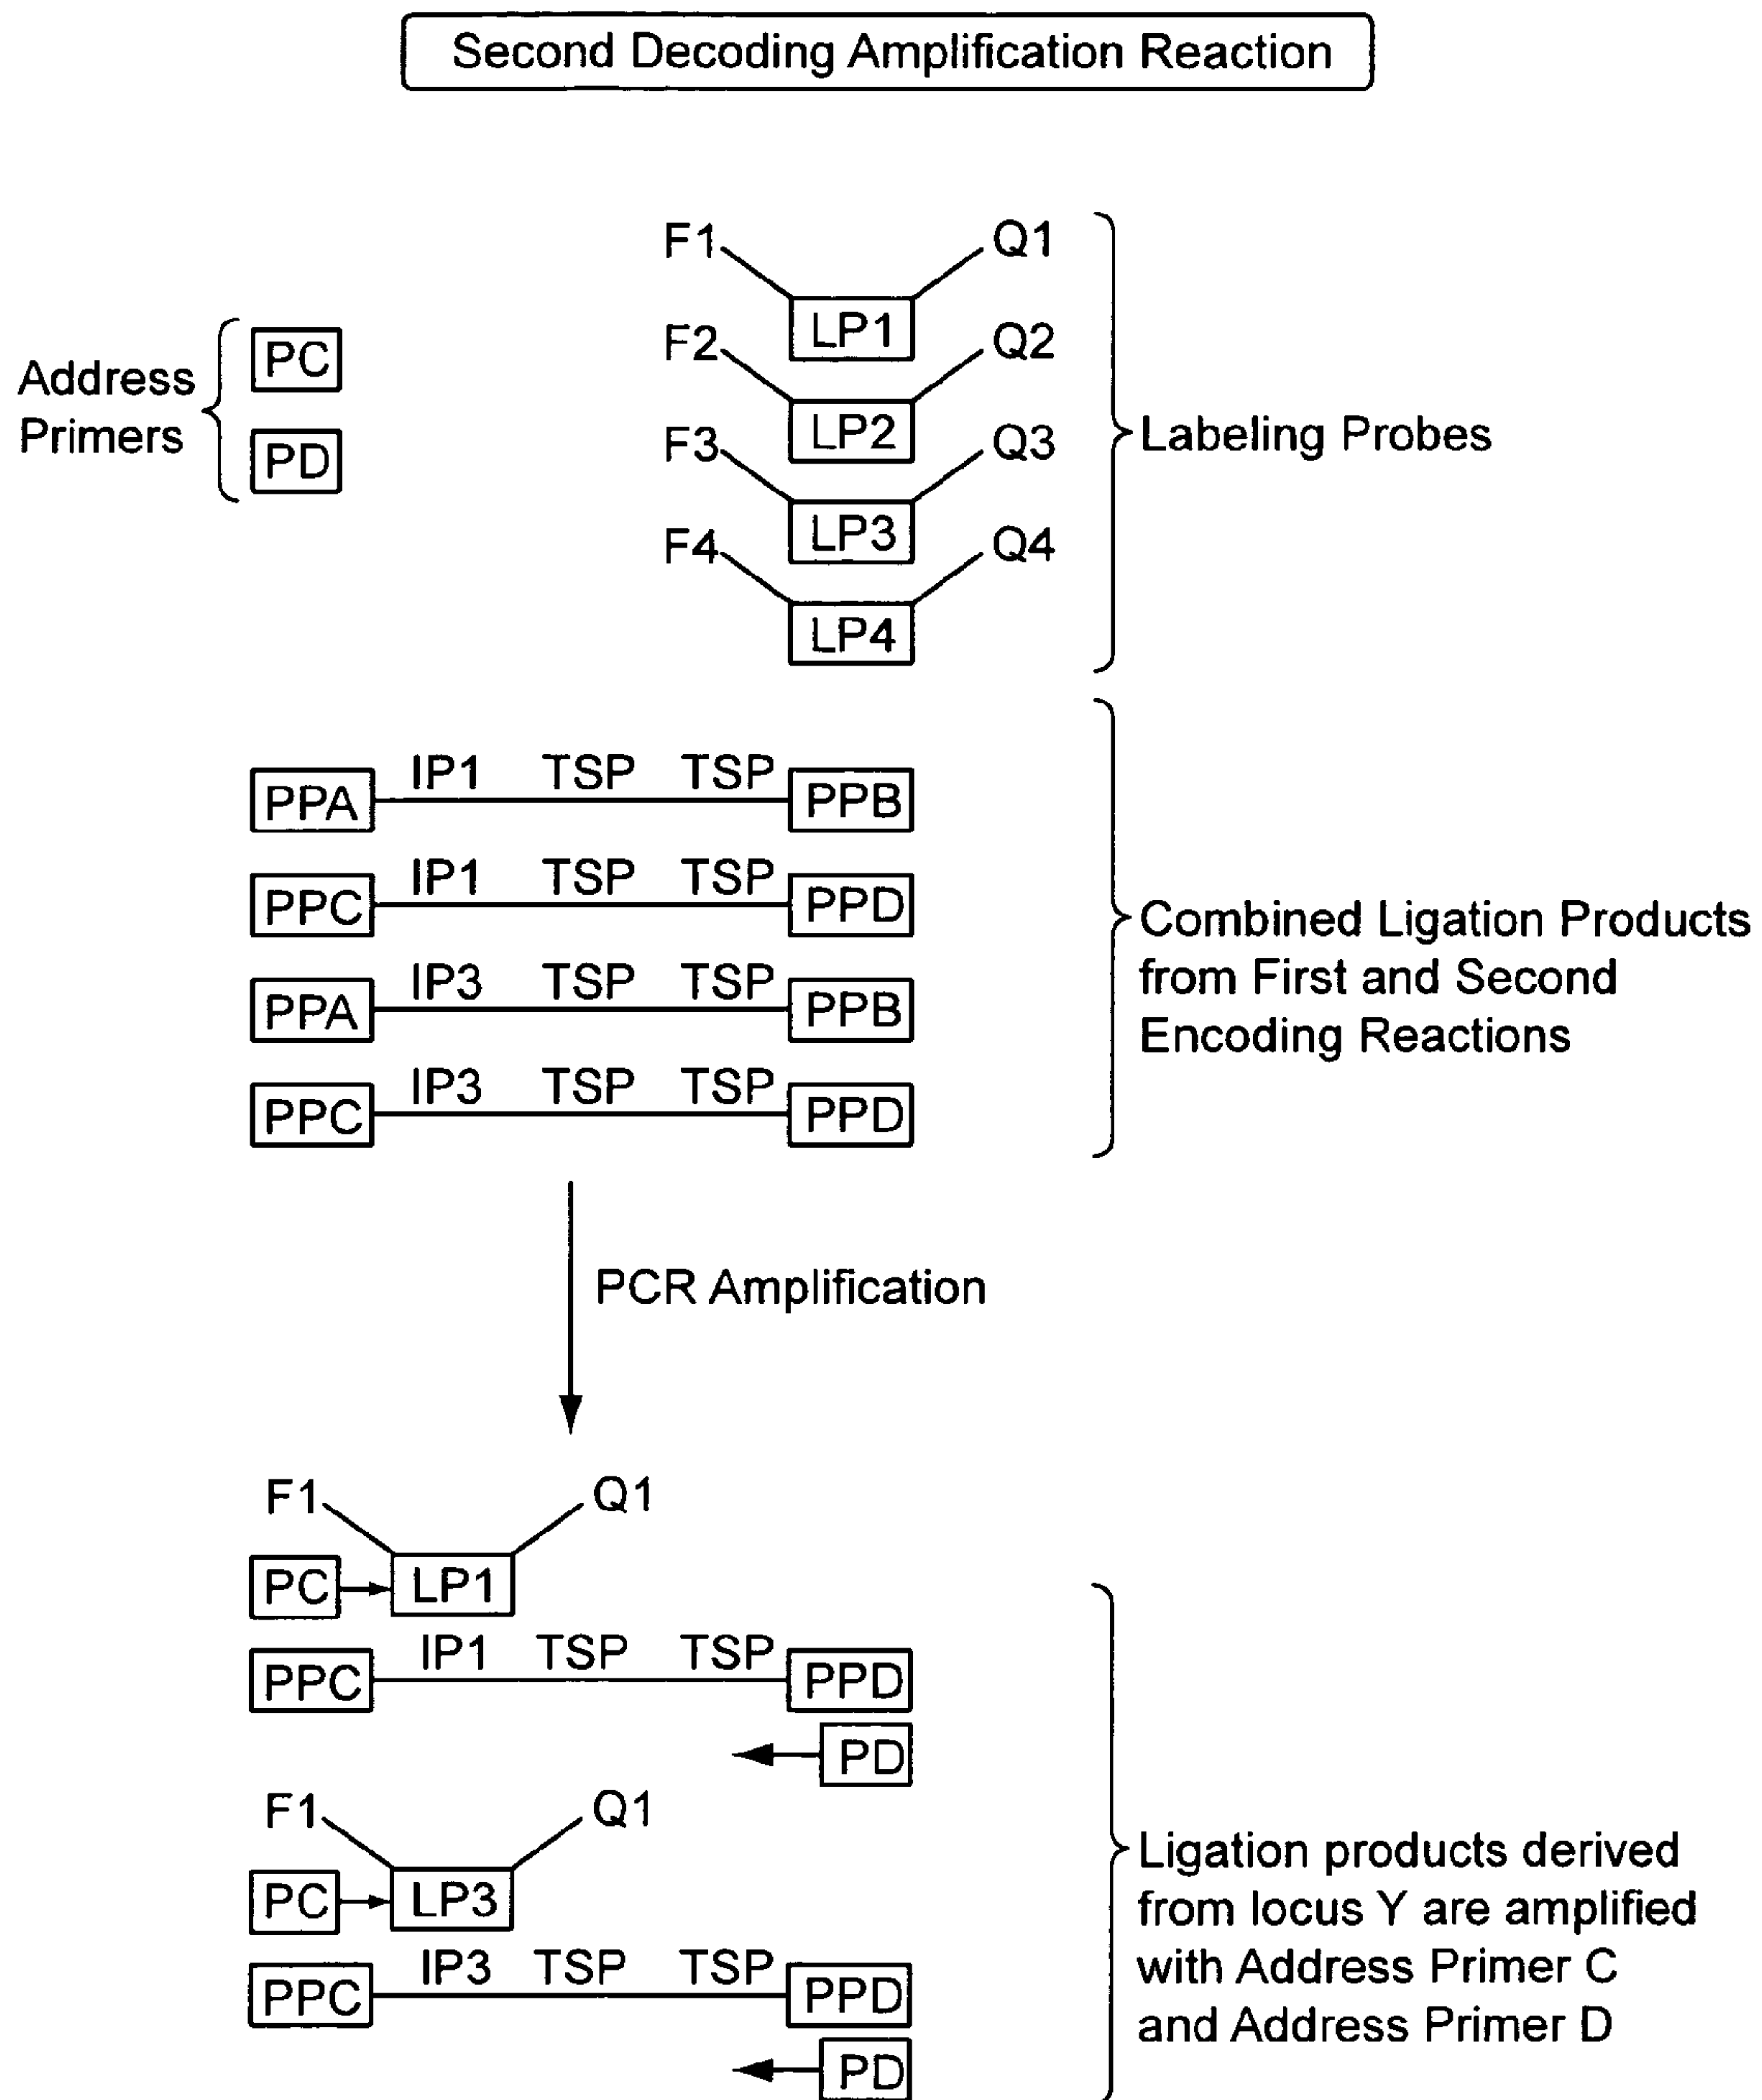 Second Decoding Amplification Reaction
F1 Q1
LP1
F2 Q2
LP2
F3 Q3
LP3
F4 Q4
LP4
Address
Primers
PC
PD
Labeling Probes
IP1 TSP TSP
PPA PPB
IP1 TSP TSP
PPC PPD
IP3 TSP TSP
PPA PPB
IP3 TSP TSP
PPC PPD
Combined Ligation Products
from First and Second
Encoding Reactions
PCR Amplification
F1 Q1
PC LP1
IP1 TSP TSP
PPC PPD
PD
F1 Q1
PC LP3
IP3 TSP TSP
PPC PPD
PD
Ligation products derived
from locus Y are amplified
with Address Primer C
and Address Primer D